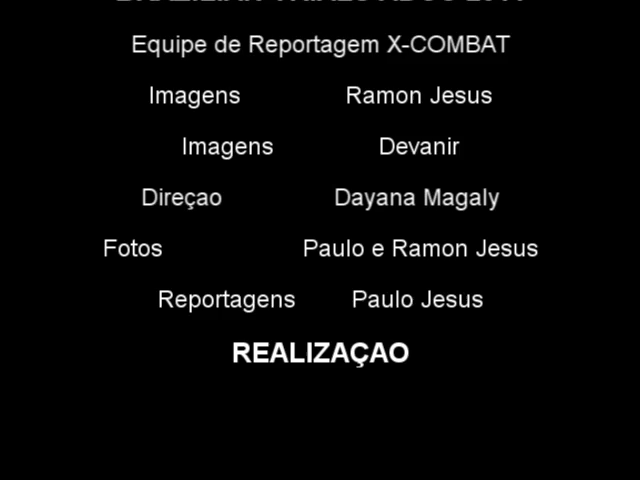 Equipe de Reportagem X-COMBAT
Imagens Ramon Jesus
Imagens Devanir
Direçao Dayana Magaly
Fotos Paulo e Ramon Jesus
Reportagens Paulo Jesus
REALIZAÇAO